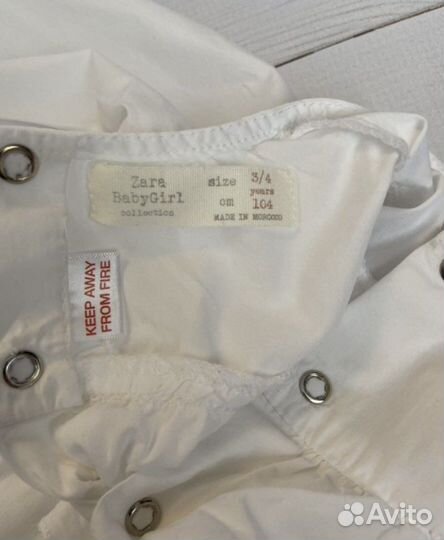 Zara size 3/4
BabyGirl years
collection cm 104
MADE IN MOROCCO
KEEP AWAY
FROM FIRE
Avito